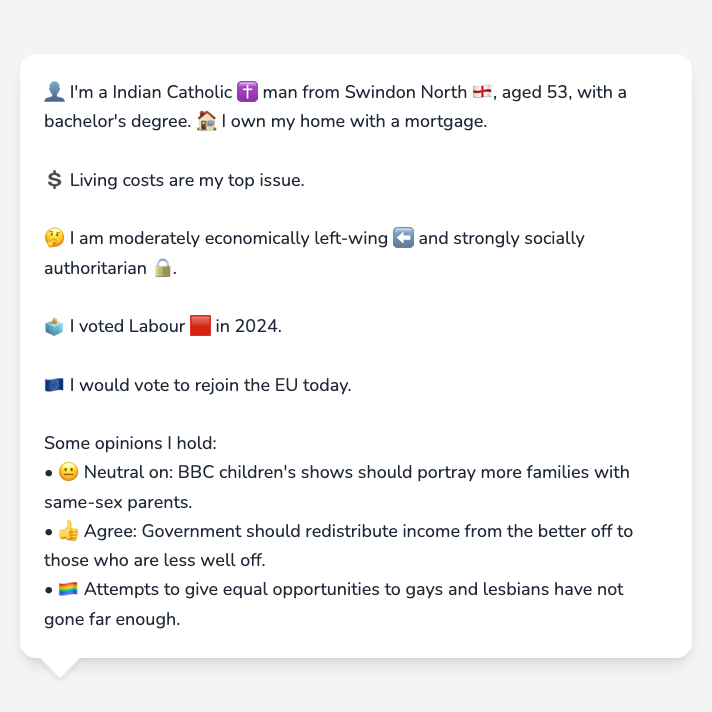 👤 I'm a Indian Catholic ✝️ man from Swindon North 🏴󠁧󠁢󠁥󠁮󠁧󠁿, aged 53, with a
bachelor's degree. 🏠 I own my home with a mortgage.
💲 Living costs are my top issue.
🤔 I am moderately economically left-wing ⬅️ and strongly socially
authoritarian 🔒.
🗳️ I voted Labour 🟥 in 2024.
🇪🇺 I would vote to rejoin the EU today.
Some opinions I hold:
• 😐 Neutral on: BBC children's shows should portray more families with
same-sex parents.
• 👍 Agree: Government should redistribute income from the better off to
those who are less well off.
• 🏳️‍🌈 Attempts to give equal opportunities to gays and lesbians have not
gone far enough.